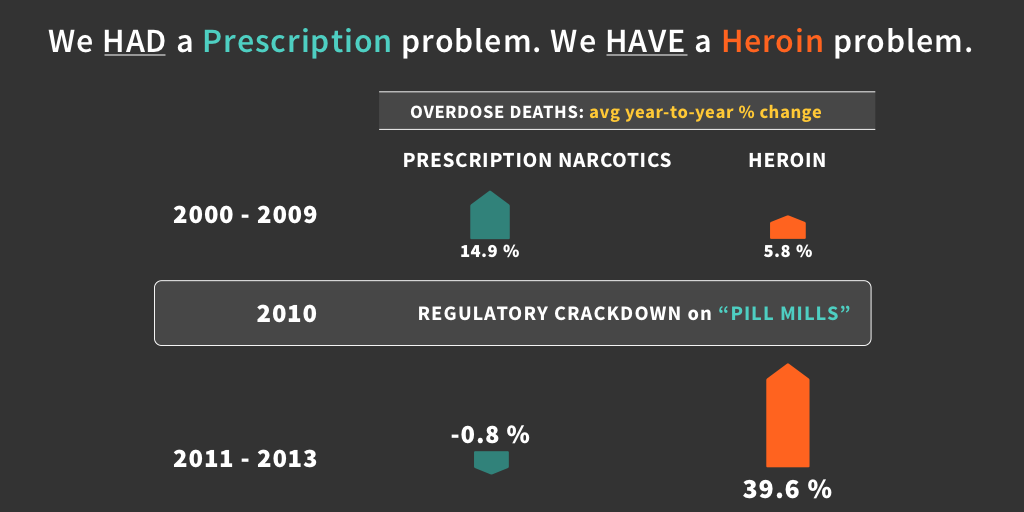 We HAD a Prescription problem. We HAVE a Heroin problem.
OVERDOSE DEATHS: avg year-to-year % change
PRESCRIPTION NARCOTICS HEROIN
2000 - 2009
14.9 % 5.8 %
2010 REGULATORY CRACKDOWN on “PILL MILLS”
-0.8 %
2011 - 2013
39.6 %